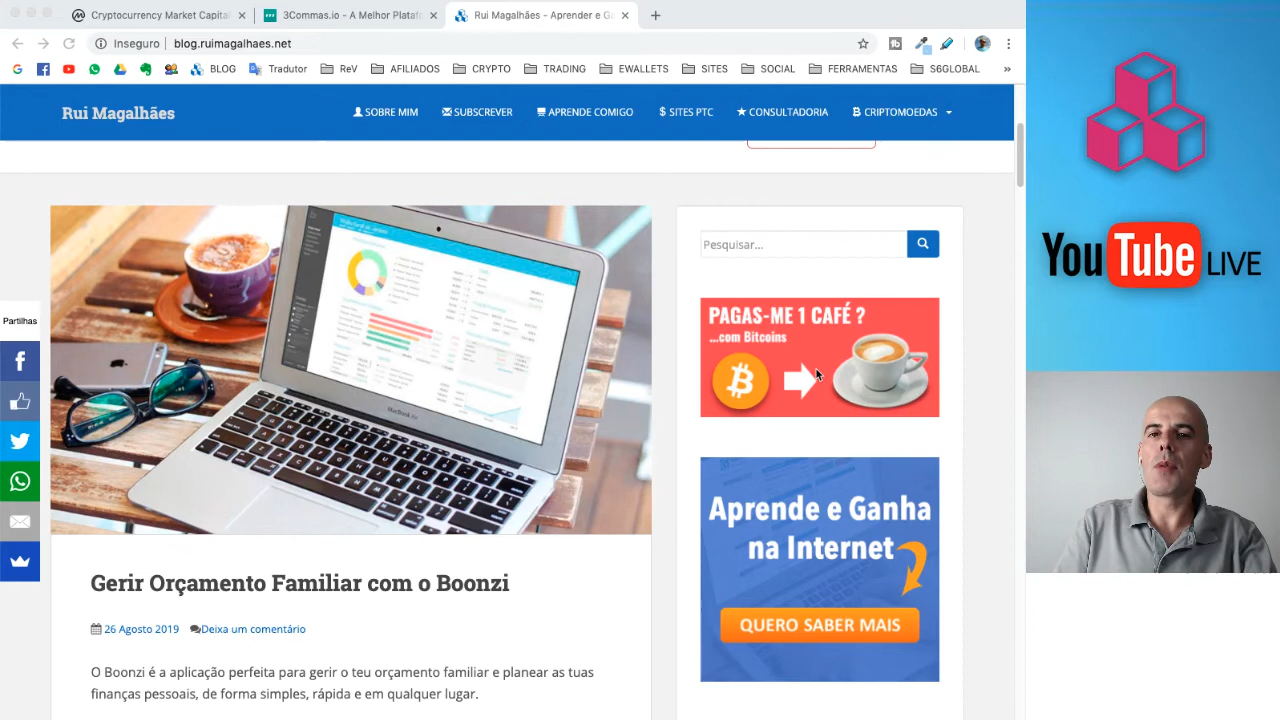 Cryptocurrency Market Capital
3Commas.io - A Melhor Plataf
Rui Magalhães - Aprender e G
Inseguro
blog.ruimagalhaes.net
BLOG
Tradutor
ReV
AFILIADOS
CRYPTO
TRADING
EWALLETS
SITES
SOCIAL
FERRAMENTAS
S6GLOBAL
»
Rui Magalhães
SOBRE MIM
SUBSCREVER
APRENDE COMIGO
$ SITES PTC
CONSULTADORIA
CRIPTOMOEDAS
Pesquisar...
Partilhas
PAGAS-ME 1 CAFÉ ?
...com Bitcoins
Aprende e Ganha
na Internet
QUERO SABER MAIS
MacBook Air
Gerir Orçamento Familiar com o Boonzi
26 Agosto 2019
Deixa um comentário
O Boonzi é a aplicação perfeita para gerir o teu orçamento familiar e planear as tuas
finanças pessoais, de forma simples, rápida e em qualquer lugar.
YouTube LIVE